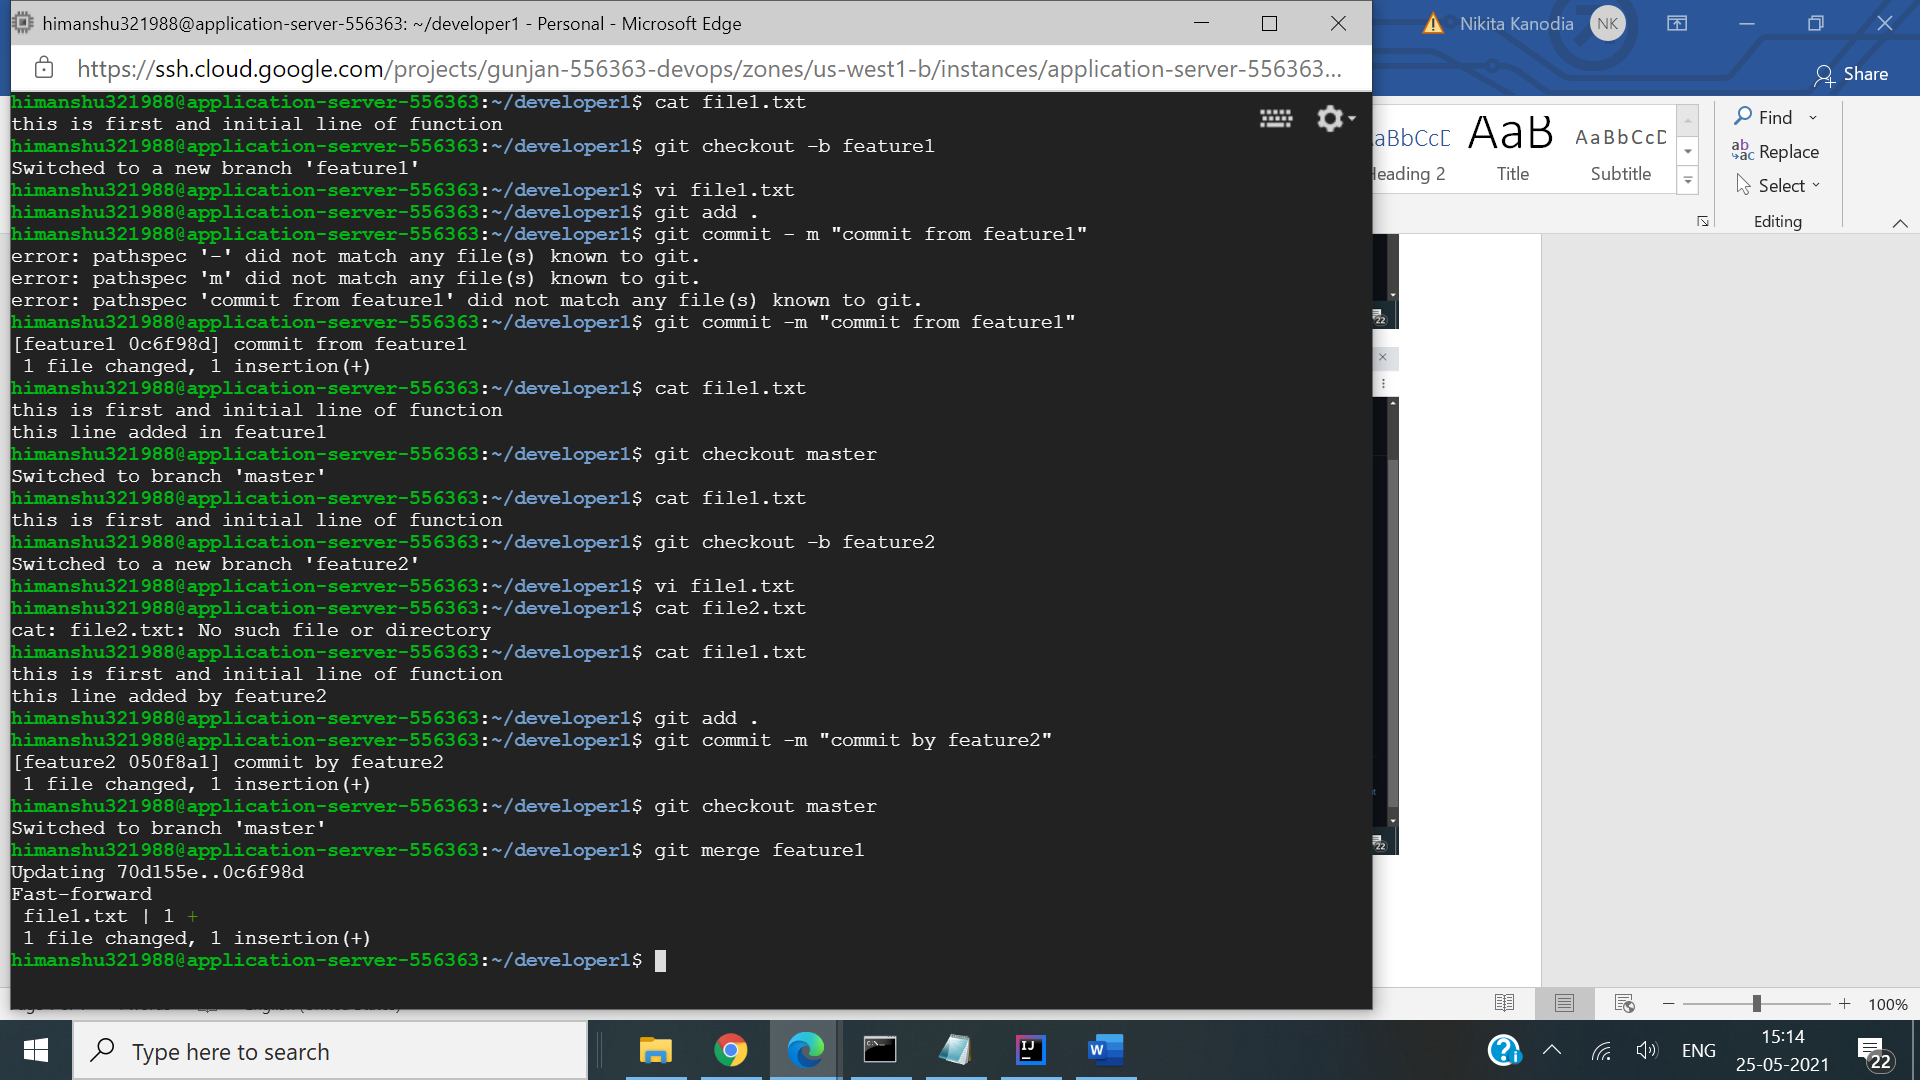 himanshu321988@application-server-556363: ~/developer1 - Personal - Microsoft Edge
https://ssh.cloud.google.com/projects/gunjan-556363-devops/zones/us-west1-b/instances/application-server-556363...
himanshu321988@application-server-556363:~/developer1$ cat file1.txt
this is first and initial line of function
himanshu321988@application-server-556363:~/developer1$ git checkout -b feature1
Switched to a new branch 'feature1'
himanshu321988@application-server-556363:~/developer1$ vi file1.txt
himanshu321988@application-server-556363:~/developer1$ git add .
himanshu321988@application-server-556363:~/developer1$ git commit - m "commit from feature1"
error: pathspec '-' did not match any file(s) known to git.
error: pathspec 'm' did not match any file(s) known to git.
error: pathspec 'commit from feature1' did not match any file(s) known to git.
himanshu321988@application-server-556363:~/developer1$ git commit -m "commit from feature1"
[feature1 0c6f98d] commit from feature1
 1 file changed, 1 insertion(+)
himanshu321988@application-server-556363:~/developer1$ cat file1.txt
this is first and initial line of function
this line added in feature1
himanshu321988@application-server-556363:~/developer1$ git checkout master
Switched to branch 'master'
himanshu321988@application-server-556363:~/developer1$ cat file1.txt
this is first and initial line of function
himanshu321988@application-server-556363:~/developer1$ git checkout -b feature2
Switched to a new branch 'feature2'
himanshu321988@application-server-556363:~/developer1$ vi file1.txt
himanshu321988@application-server-556363:~/developer1$ cat file2.txt
cat: file2.txt: No such file or directory
himanshu321988@application-server-556363:~/developer1$ cat file1.txt
this is first and initial line of function
this line added by feature2
himanshu321988@application-server-556363:~/developer1$ git add .
himanshu321988@application-server-556363:~/developer1$ git commit -m "commit by feature2"
[feature2 050f8a1] commit by feature2
 1 file changed, 1 insertion(+)
himanshu321988@application-server-556363:~/developer1$ git checkout master
Switched to branch 'master'
himanshu321988@application-server-556363:~/developer1$ git merge feature1
Updating 70d155e..0c6f98d
Fast-forward
 file1.txt | 1 +
 1 file changed, 1 insertion(+)
himanshu321988@application-server-556363:~/developer1$
Nikita Kanodia NK
Share
AaBbCcD AaB AaBbCcD
Heading 2 Title Subtitle
Find
Replace
Select
Editing
22
22
100%
Type here to search
ENG
15:14
25-05-2021
22